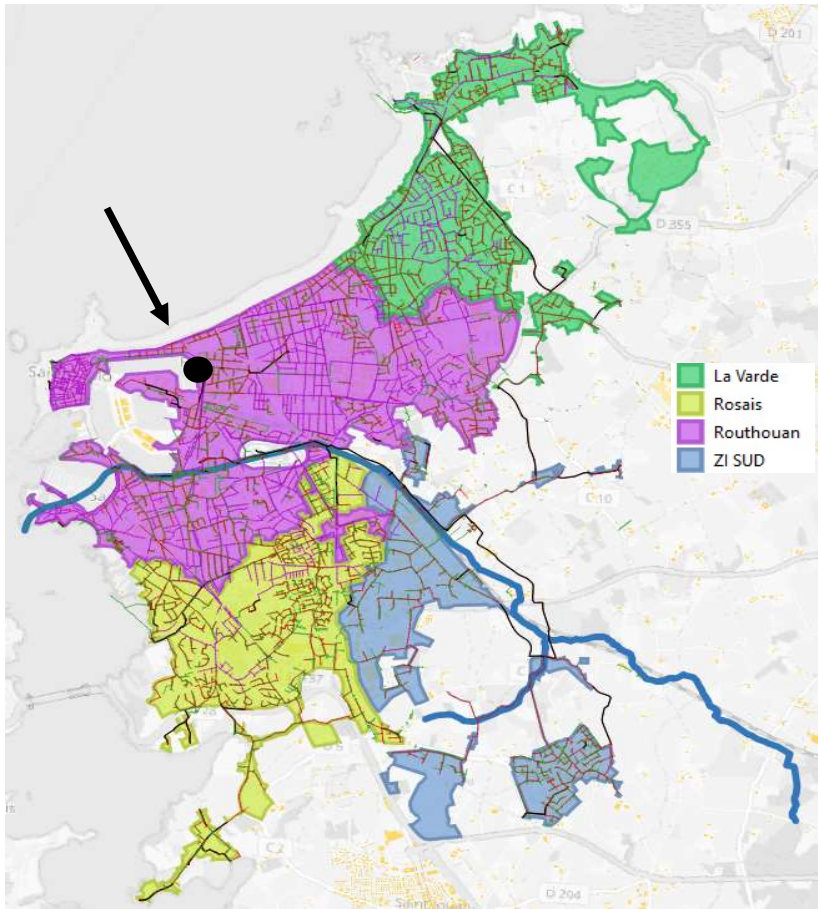 D 201
C 1
D 355
La Varde
Rosais
Routhouan
ZI SUD
C 10
C 2
D 204